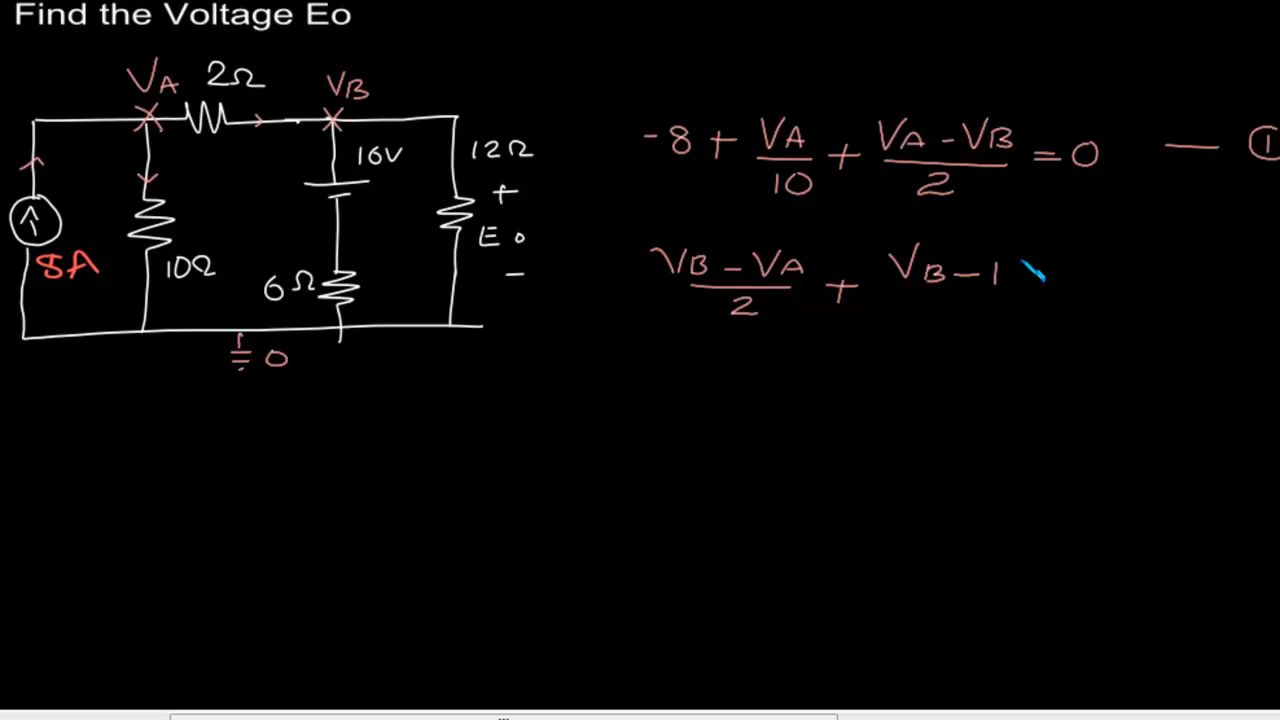 Find the Voltage Eo
VA 2Ω VB
16V 12Ω
+
Eo
-
8A 10Ω 6Ω
0
-8 + VA/10 + (VA - VB)/2 = 0 — ①
(VB - VA)/2 + VB - 1